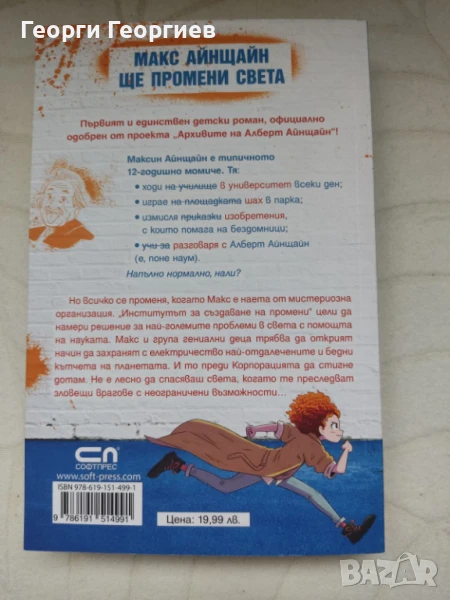 Георги Георгиев
МАКС АЙНЩАЙН
ЩЕ ПРОМЕНИ СВЕТА
Първият и единствен детски роман, официално
одобрен от проекта „Архивите на Алберт Айнщайн“!
Максин Айнщайн е типичното
12-годишно момиче. Тя:
• ходи на училище в университет всеки ден;
• играе на площадката шах в парка;
• измисля приказки изобретения,
с които помага на бездомници;
• учи за разговаря с Алберт Айнщайн
(е, поне наум).
Напълно нормално, нали?
Но всичко се променя, когато Макс е наета от мистериозна
организация. „Институтът за създаване на промени“ цели да
намери решение за най-големите проблеми в света с помощта
на науката. Макс и група гениални деца трябва да открият
начин да захранят с електричество най-отдалечените и бедни
кътчета на планетата. И то преди Корпорацията да стигне
дотам. Не е лесно да спасяваш света, когато те преследват
зловещи врагове с неограничени възможности...
СОФТПРЕС
www.soft-press.com
ISBN 978-619-151-499-1
9 786191 514991
Цена: 19,99 лв.
BAZAR